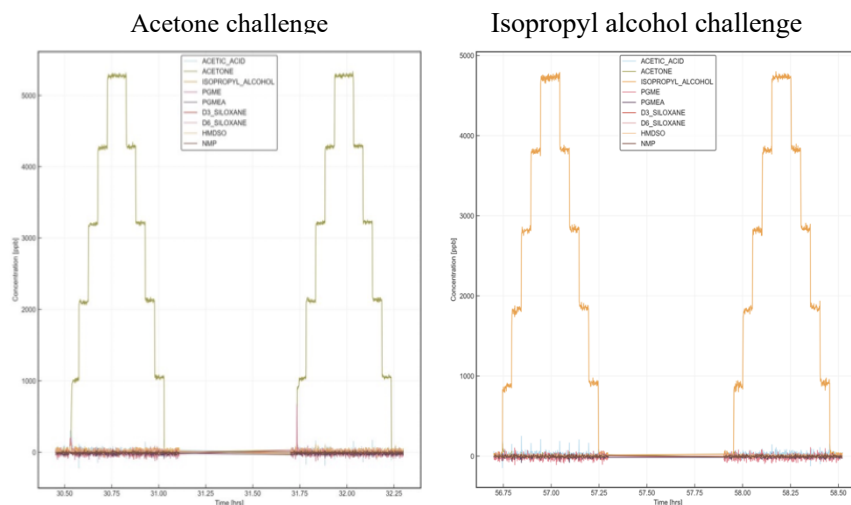 Acetone challenge
ACETIC_ACID
ACETONE
ISOPROPYL_ALCOHOL
PGME
PGMEA
D3_SILOXANE
D6_SILOXANE
HMDSO
NMP
Concentration [ppb]
5000
4000
3000
2000
1000
0
30.50 30.75 31.00 31.25 31.50 31.75 32.00 32.25
Time [hrs]
Isopropyl alcohol challenge
ACETIC_ACID
ACETONE
ISOPROPYL_ALCOHOL
PGME
PGMEA
D3_SILOXANE
D6_SILOXANE
HMDSO
NMP
Concentration [ppb]
5000
4000
3000
2000
1000
0
56.75 57.00 57.25 57.50 57.75 58.00 58.25 58.50
Time [hrs]